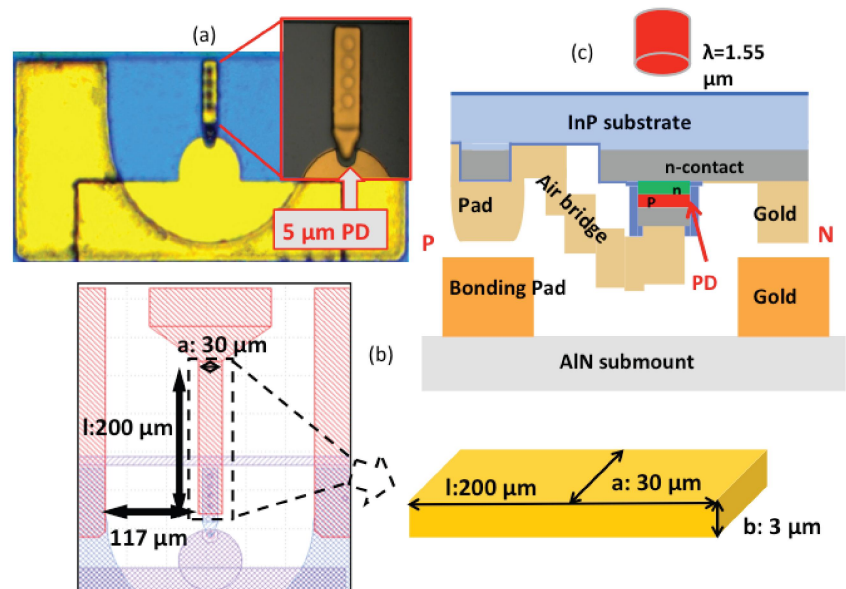 (a)
5 μm PD
(c)
λ=1.55
μm
InP substrate
n-contact
n
P
Pad
Air bridge
Gold
P
N
PD
Bonding Pad
Gold
AlN submount
(b)
a: 30 μm
l:200 μm
117 μm
l:200 μm
a: 30 μm
b: 3 μm